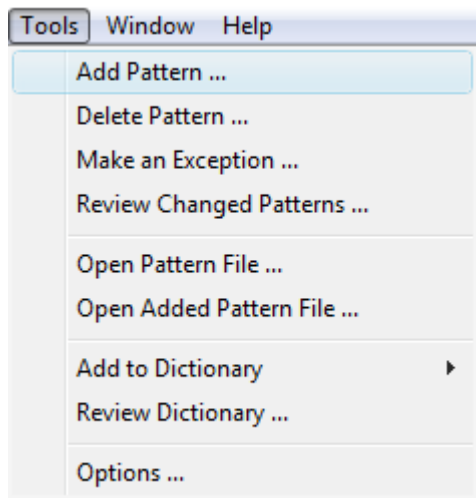 Tools Window Help
Add Pattern ...
Delete Pattern ...
Make an Exception ...
Review Changed Patterns ...
Open Pattern File ...
Open Added Pattern File ...
Add to Dictionary
Review Dictionary ...
Options ...